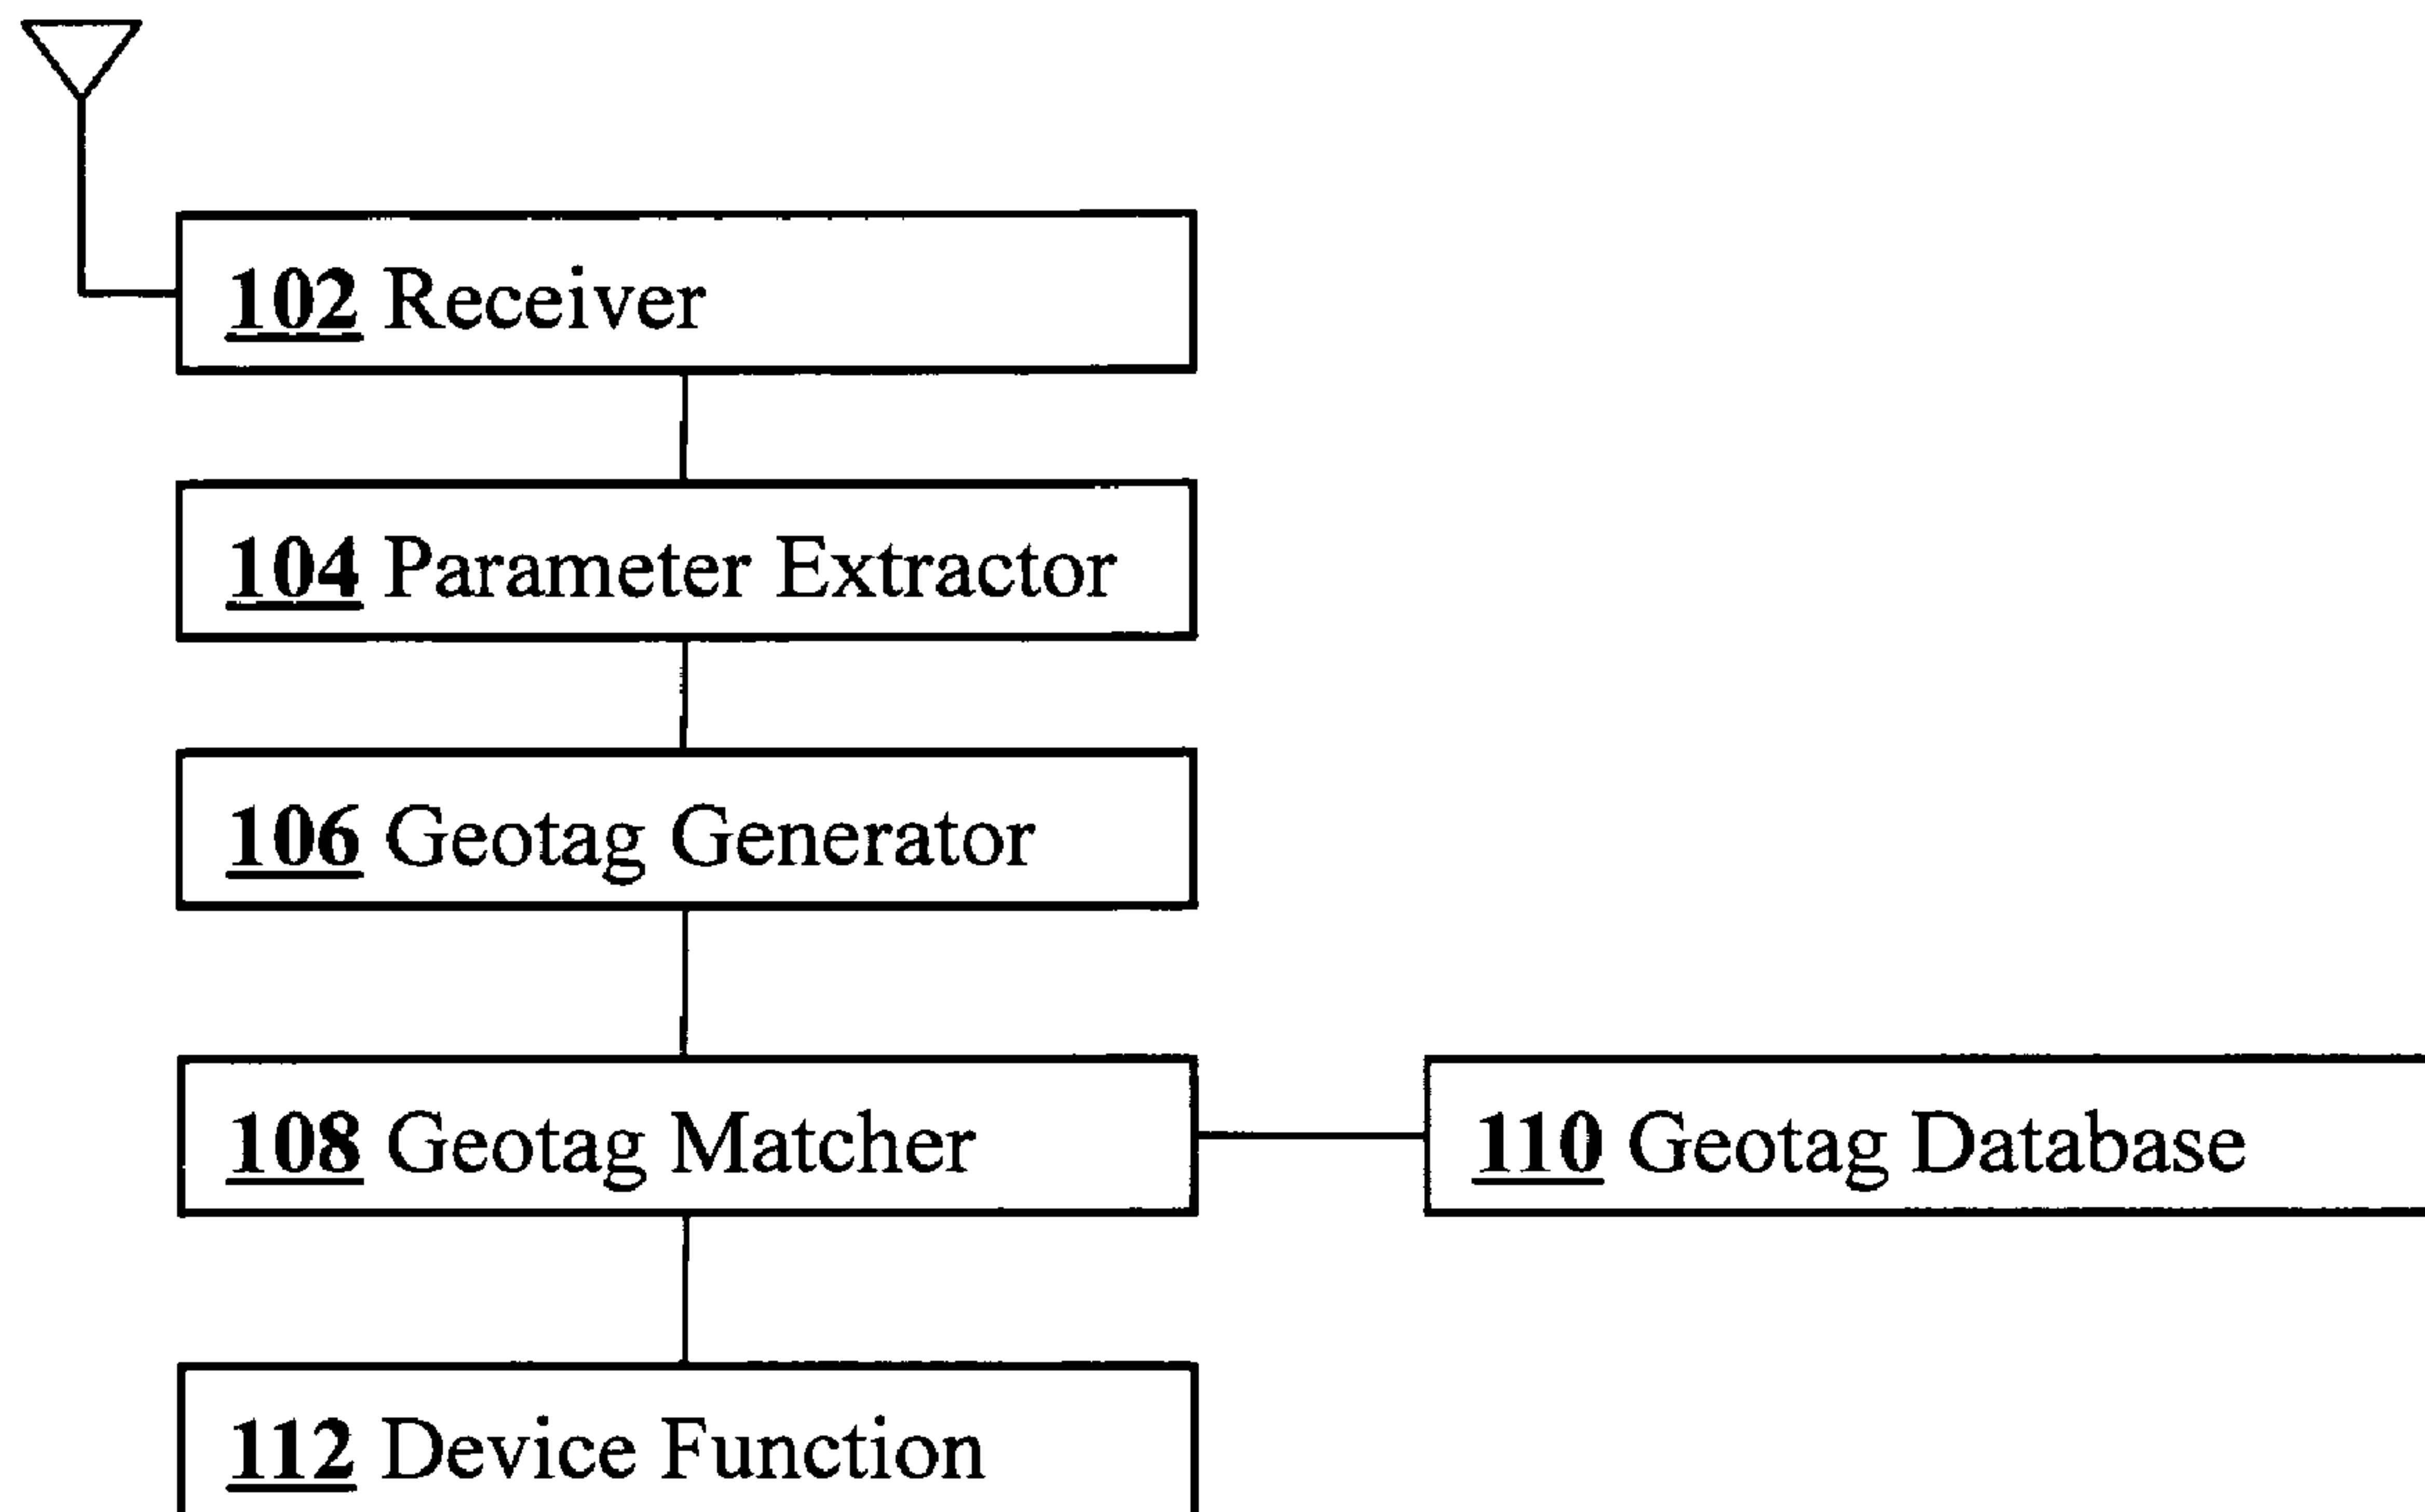 102 Receiver
104 Parameter Extractor
106 Geotag Generator
108 Geotag Matcher
110 Geotag Database
112 Device Function